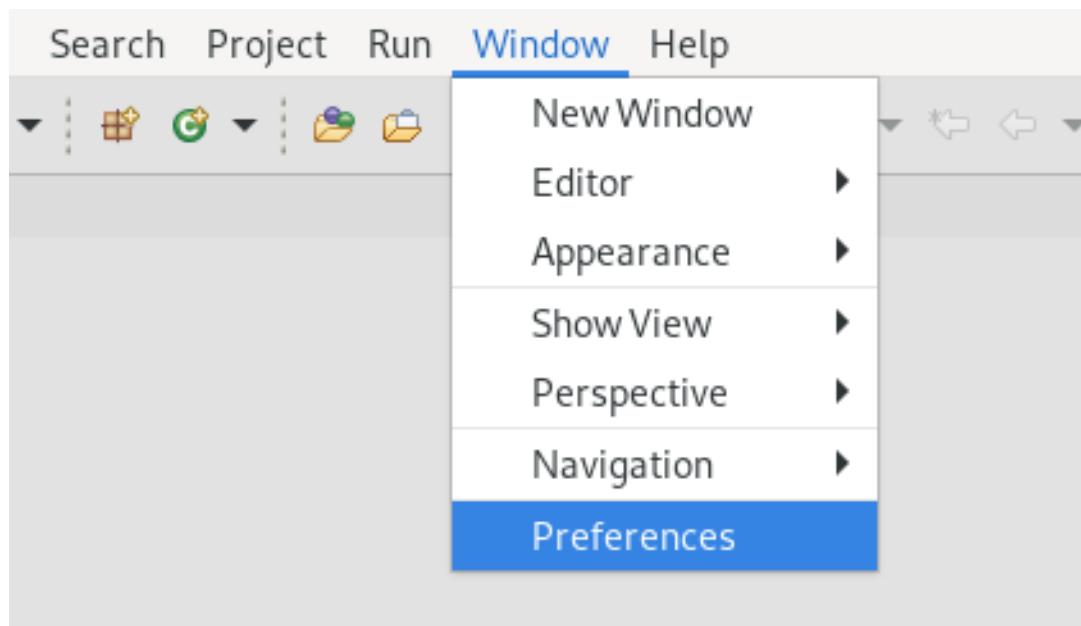 Search Project Run Window Help
New Window
Editor
Appearance
Show View
Perspective
Navigation
Preferences